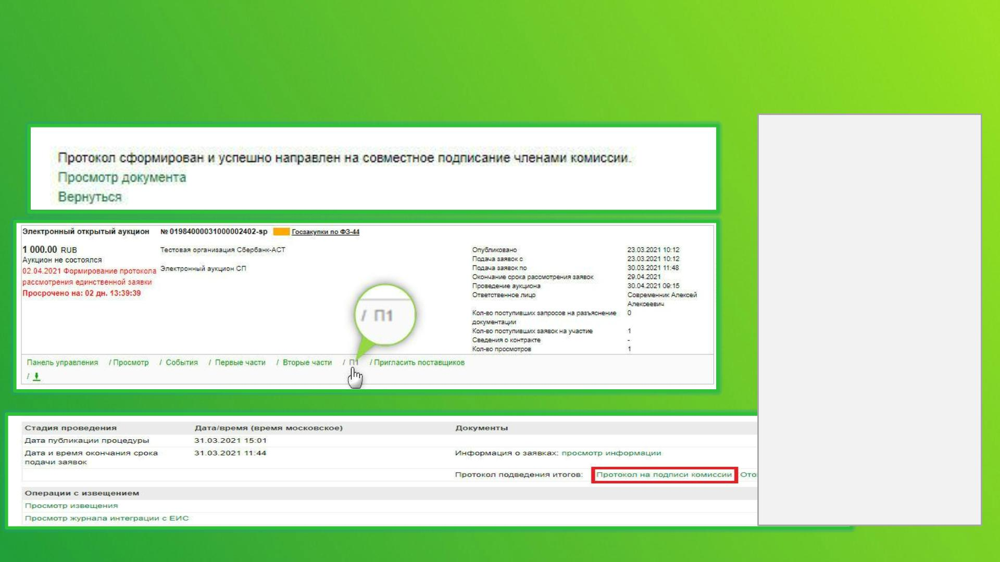 Протокол сформирован и успешно направлен на совместное подписание членами комиссии.
Просмотр документа
Вернуться
Электронный открытый аукцион № 01984000031000002402-sp Госзакупки по ФЗ-44
1 000.00 RUB
Аукцион не состоялся
02.04.2021 Формирование протокола
рассмотрения единственной заявки
Просрочено на: 02 дн. 13:39:39
Тестовая организация Сбербанк-АСТ
Электронный аукцион СП
Опубликовано 23.03.2021 10:12
Подача заявок с 23.03.2021 10:12
Подача заявок по 30.03.2021 11:48
Окончание срока рассмотрения заявок 29.04.2021
Проведение аукциона 30.04.2021 09:15
Ответственное лицо Современник Алексей
Алексеевич
Кол-во поступивших запросов на разъяснение 0
документации
Кол-во поступивших заявок на участие 1
Сведения о контракте -
Кол-во просмотров 1
/ П1
Панель управления / Просмотр / События / Первые части / Вторые части / П1 / Пригласить поставщиков
/
Стадия проведения Дата/время (время московское) Документы
Дата публикации процедуры 31.03.2021 15:01
Дата и время окончания срока 31.03.2021 11:44 Информация о заявках: просмотр информации
подачи заявок
Протокол подведения итогов: Протокол на подписи комиссии
Операции с извещением
Просмотр извещения
Просмотр журнала интеграции с ЕИС